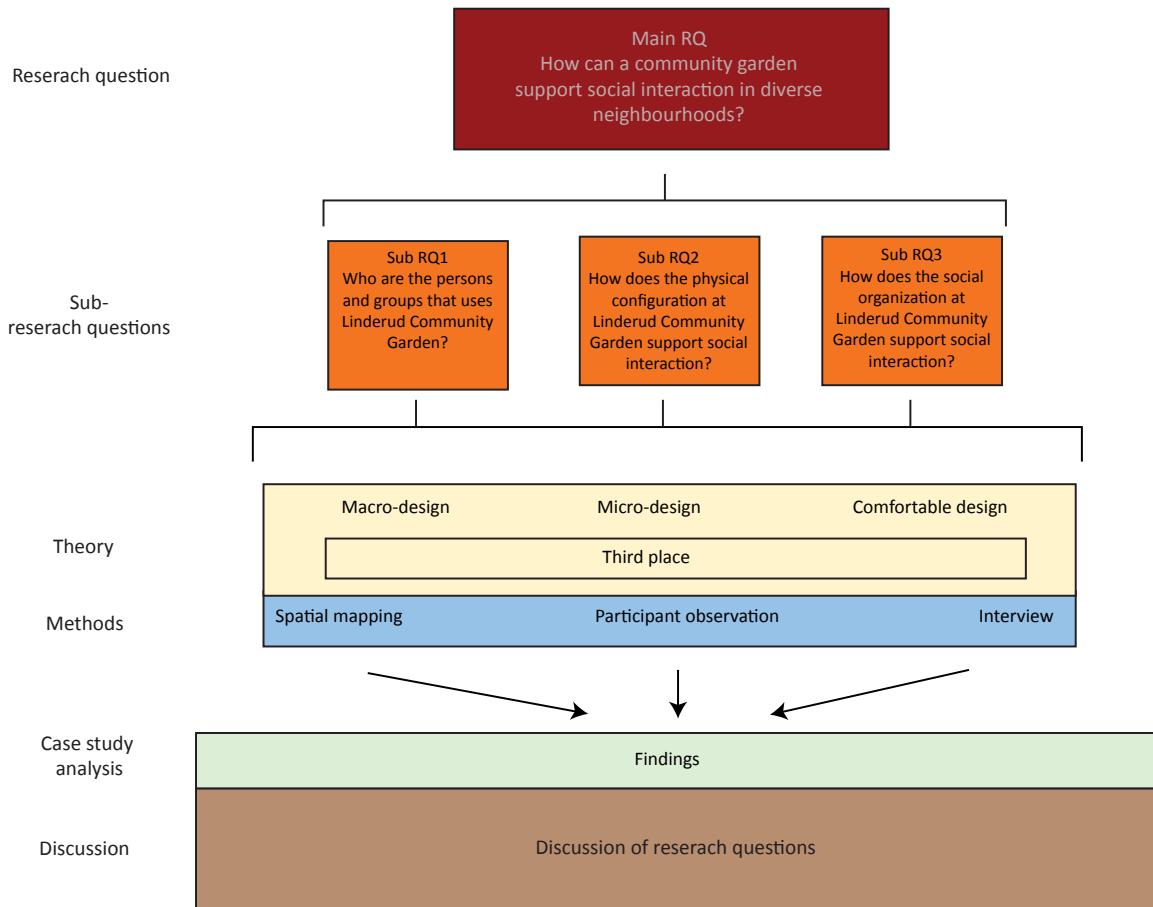 Reserach question
Main RQ
How can a community garden
support social interaction in diverse
neighbourhoods?
Sub-
reserach questions
Sub RQ1
Who are the persons
and groups that uses
Linderud Community
Garden?
Sub RQ2
How does the physical
configuration at
Linderud Community
Garden support social
interaction?
Sub RQ3
How does the social
organization at
Linderud Community
Garden support social
interaction?
Theory
Macro-design
Micro-design
Comfortable design
Third place
Methods
Spatial mapping
Participant observation
Interview
Case study
analysis
Findings
Discussion
Discussion of reserach questions